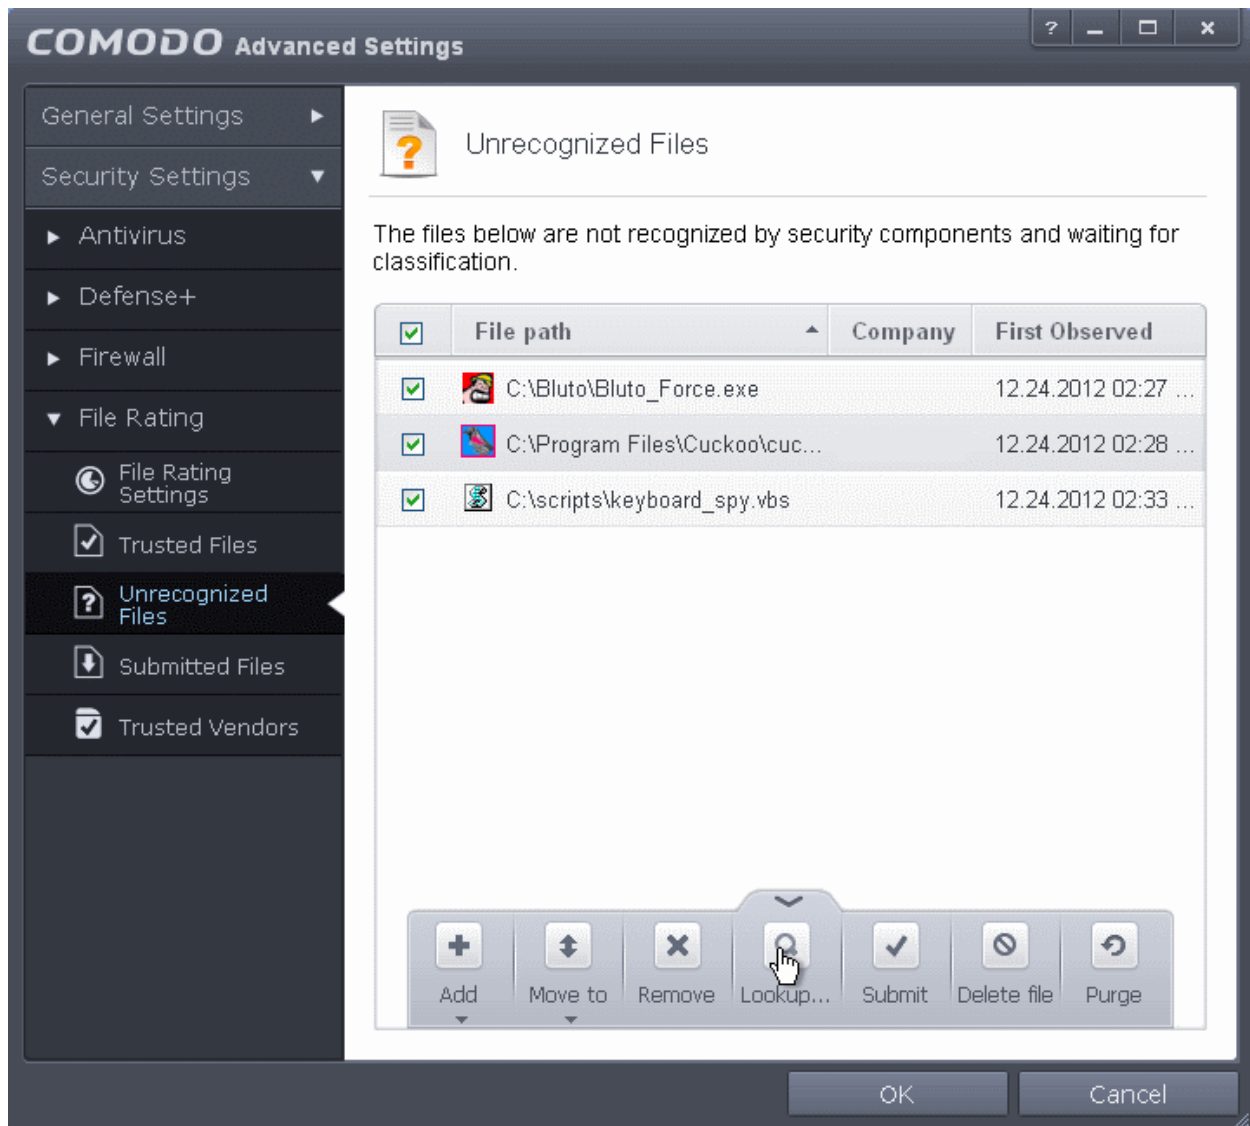 COMODO Advanced Settings
?
General Settings
Security Settings
Antivirus
Defense+
Firewall
File Rating
File Rating
Settings
Trusted Files
Unrecognized
Files
Submitted Files
Trusted Vendors
Unrecognized Files
The files below are not recognized by security components and waiting for
classification.
File path Company First Observed
C:\Bluto\Bluto_Force.exe 12.24.2012 02:27 ...
C:\Program Files\Cuckoo\cuc... 12.24.2012 02:28 ...
C:\scripts\keyboard_spy.vbs 12.24.2012 02:33 ...
Add Move to Remove Lookup... Submit Delete file Purge
OK Cancel